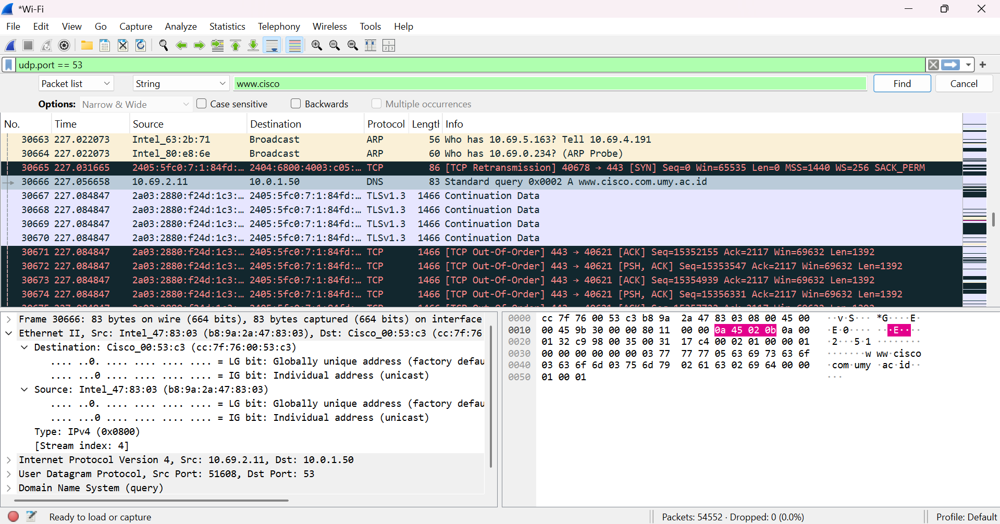 *Wi-Fi
File Edit View Go Capture Analyze Statistics Telephony Wireless Tools Help
udp.port == 53
Packet list String www.cisco Find Cancel
Options: Narrow & Wide Case sensitive Backwards Multiple occurrences
No. Time Source Destination Protocol Length Info
30663 227.022073 Intel_63:2b:71 Broadcast ARP 56 Who has 10.69.5.163? Tell 10.69.4.191
30664 227.022073 Intel_80:e8:6e Broadcast ARP 60 Who has 10.69.0.234? (ARP Probe)
30665 227.031665 2405:5fc0:7:1:84fd:… 2404:6800:4003:c05:… TCP 86 [TCP Retransmission] 40678 → 443 [SYN] Seq=0 Win=65535 Len=0 MSS=1440 WS=256 SACK_PERM
30666 227.056658 10.69.2.11 10.0.1.50 DNS 83 Standard query 0x0002 A www.cisco.com.umy.ac.id
30667 227.084847 2a03:2880:f24d:1c3:… 2405:5fc0:7:1:84fd:… TLSv1.3 1466 Continuation Data
30668 227.084847 2a03:2880:f24d:1c3:… 2405:5fc0:7:1:84fd:… TLSv1.3 1466 Continuation Data
30669 227.084847 2a03:2880:f24d:1c3:… 2405:5fc0:7:1:84fd:… TLSv1.3 1466 Continuation Data
30670 227.084847 2a03:2880:f24d:1c3:… 2405:5fc0:7:1:84fd:… TLSv1.3 1466 Continuation Data
30671 227.084847 2a03:2880:f24d:1c3:… 2405:5fc0:7:1:84fd:… TCP 1466 [TCP Out-Of-Order] 443 → 40621 [ACK] Seq=15352155 Ack=2117 Win=69632 Len=1392
30672 227.084847 2a03:2880:f24d:1c3:… 2405:5fc0:7:1:84fd:… TCP 1466 [TCP Out-Of-Order] 443 → 40621 [PSH, ACK] Seq=15353547 Ack=2117 Win=69632 Len=1392
30673 227.084847 2a03:2880:f24d:1c3:… 2405:5fc0:7:1:84fd:… TCP 1466 [TCP Out-Of-Order] 443 → 40621 [ACK] Seq=15354939 Ack=2117 Win=69632 Len=1392
30674 227.084847 2a03:2880:f24d:1c3:… 2405:5fc0:7:1:84fd:… TCP 1466 [TCP Out-Of-Order] 443 → 40621 [PSH, ACK] Seq=15356331 Ack=2117 Win=69632 Len=1392
Frame 30666: 83 bytes on wire (664 bits), 83 bytes captured (664 bits) on interface
Ethernet II, Src: Intel_47:83:03 (b8:9a:2a:47:83:03), Dst: Cisco_00:53:c3 (cc:7f:76
Destination: Cisco_00:53:c3 (cc:7f:76:00:53:c3)
.... ..0. .... .... .... .... = LG bit: Globally unique address (factory defau
.... ...0 .... .... .... .... = IG bit: Individual address (unicast)
Source: Intel_47:83:03 (b8:9a:2a:47:83:03)
.... ..0. .... .... .... .... = LG bit: Globally unique address (factory defau
.... ...0 .... .... .... .... = IG bit: Individual address (unicast)
Type: IPv4 (0x0800)
[Stream index: 4]
Internet Protocol Version 4, Src: 10.69.2.11, Dst: 10.0.1.50
User Datagram Protocol, Src Port: 51608, Dst Port: 53
Domain Name System (query)
0000 cc 7f 76 00 53 c3 b8 9a 2a 47 83 03 08 00 45 00 ··v·S··· *G····E·
0010 00 45 9b 30 00 00 80 11 00 00 0a 45 02 0b 0a 00 ·E·0···· ···E····
0020 01 32 c9 98 00 35 00 31 17 c4 00 02 01 00 00 01 ·2···5·1 ········
0030 00 00 00 00 00 00 03 77 77 77 05 63 69 73 63 6f ·······w ww·cisco
0040 03 63 6f 6d 03 75 6d 79 02 61 63 02 69 64 00 00 ·com·umy ·ac·id··
0050 01 00 01 ···
Ready to load or capture
Packets: 54552 · Dropped: 0 (0.0%)
Profile: Default